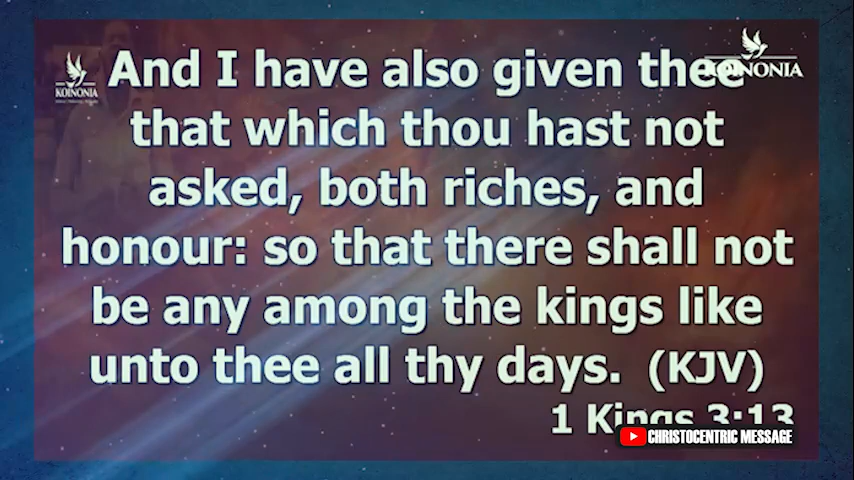 And I have also given thee
that which thou hast not
asked, both riches, and
honour: so that there shall not
be any among the kings like
unto thee all thy days. (KJV)
1 Kings 3:13
KOINONIA
KOINONIA
CHRISTOCENTRIC MESSAGE